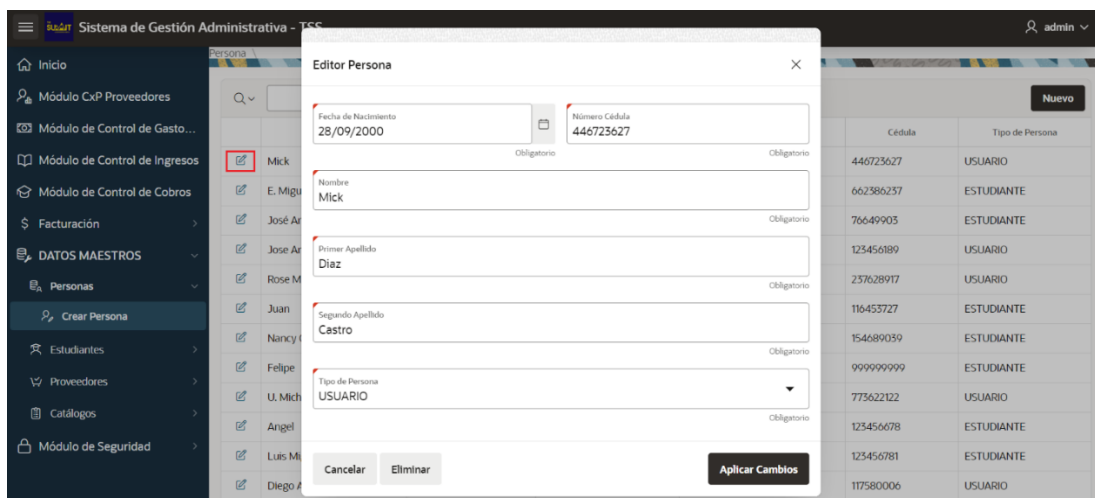 Sistema de Gestión Administrativa - TSS
admin
Inicio
Módulo CxP Proveedores
Módulo de Control de Gasto...
Módulo de Control de Ingresos
Módulo de Control de Cobros
Facturación
DATOS MAESTROS
Personas
Crear Persona
Estudiantes
Proveedores
Catálogos
Módulo de Seguridad
Persona
Nuevo
Editor Persona
Fecha de Nacimiento
28/09/2000
Obligatorio
Número Cédula
446723627
Obligatorio
Nombre
Mick
Obligatorio
Primer Apellido
Diaz
Obligatorio
Segundo Apellido
Castro
Obligatorio
Tipo de Persona
USUARIO
Obligatorio
Cancelar
Eliminar
Aplicar Cambios
Cédula Tipo de Persona
Mick 446723627 USUARIO
E. Migu 662386237 ESTUDIANTE
José Ar 76649903 ESTUDIANTE
Jose Ar 123456189 USUARIO
Rose M 237628917 USUARIO
Juan 116453727 ESTUDIANTE
Nancy 154689039 ESTUDIANTE
Felipe 999999999 ESTUDIANTE
U. Mich 773622122 USUARIO
Angel 123456678 ESTUDIANTE
Luis Mi 123456781 ESTUDIANTE
Diego A 117580006 USUARIO